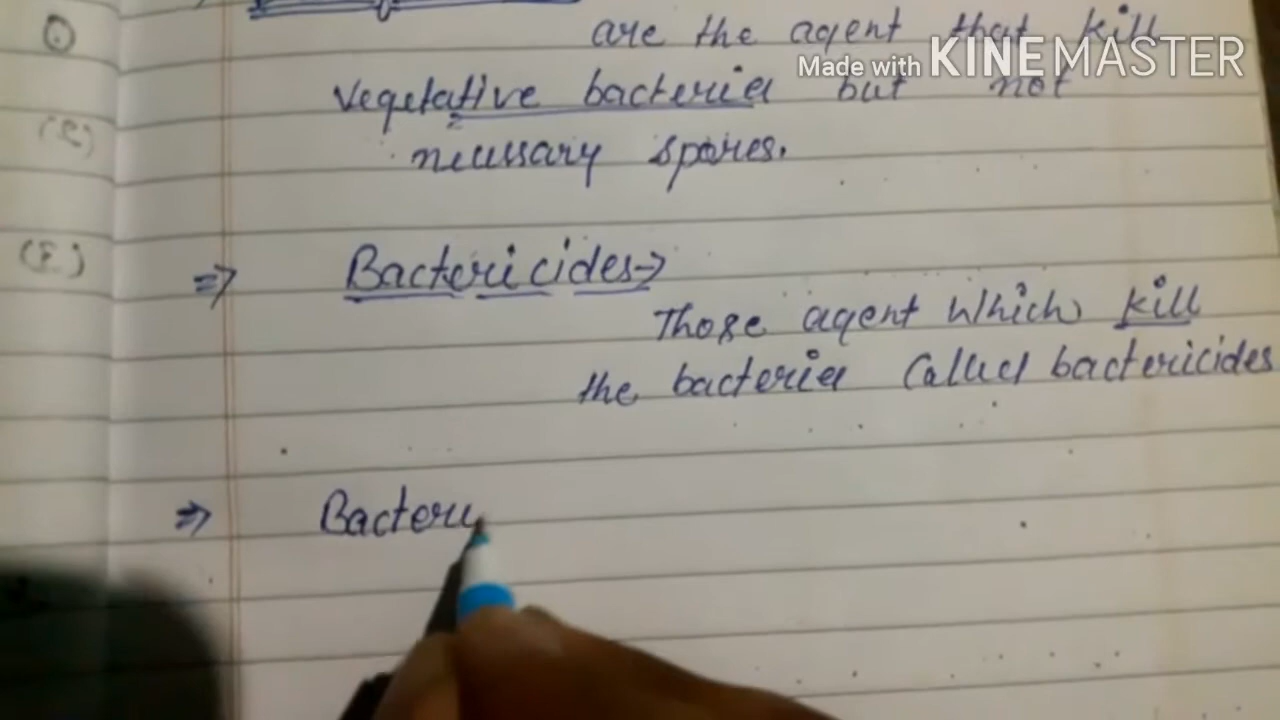 are the agent that kill
Made with KINEMASTER
vegetative bacteria but not
necessary spores.
⇒ Bactericides→
Those agent which kill
the bacteria called bactericides
⇒ Bacteri